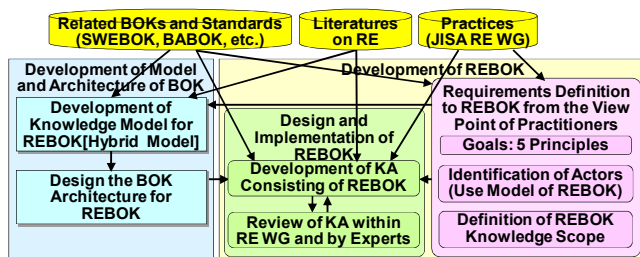 Related BOKs and Standards
(SWEBOK, BABOK, etc.)
Literatures
on RE
Practices
(JISA RE WG)
Development of Model
and Architecture of BOK
Development of
Knowledge Model for
REBOK[Hybrid Model]
Design the BOK
Architecture for
REBOK
Development of REBOK
Design and
Implementation of
REBOK
Development of KA
Consisting of REBOK
Review of KA within
RE WG and by Experts
Requirements Definition
to REBOK from the View
Point of Practitioners
Goals: 5 Principles
Identification of Actors
(Use Model of REBOK)
Definition of REBOK
Knowledge Scope